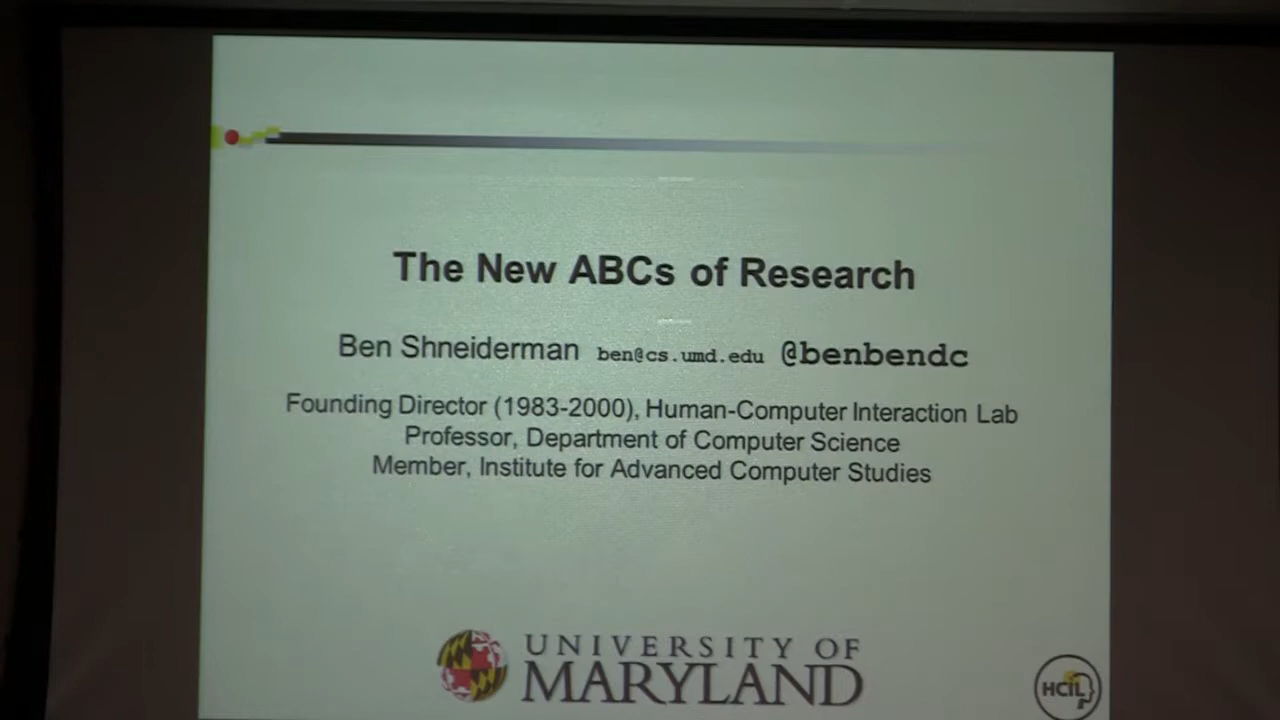 The New ABCs of Research
Ben Shneiderman ben@cs.umd.edu @benbendc
Founding Director (1983-2000), Human-Computer Interaction Lab
Professor, Department of Computer Science
Member, Institute for Advanced Computer Studies
UNIVERSITY OF
MARYLAND
HCIL